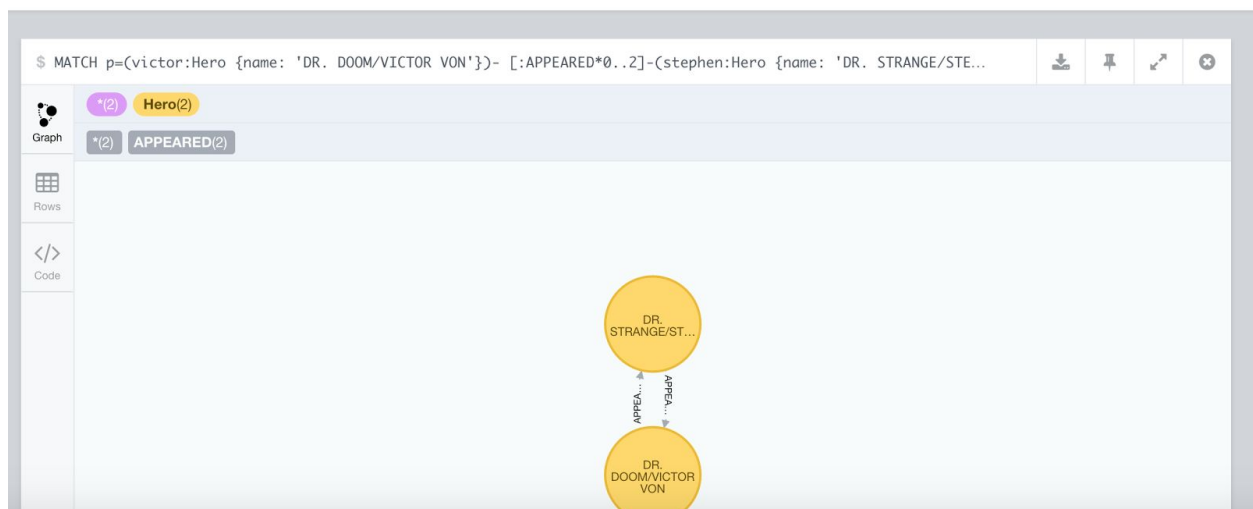 $ MATCH p=(victor:Hero {name: 'DR. DOOM/VICTOR VON'})- [:APPEARED*0..2]-(stephen:Hero {name: 'DR. STRANGE/STE...
*(2) Hero(2)
Graph
*(2) APPEARED(2)
Rows
</>
Code
DR.
STRANGE/ST...
APPEA...
APPEA...
DR.
DOOM/VICTOR
VON